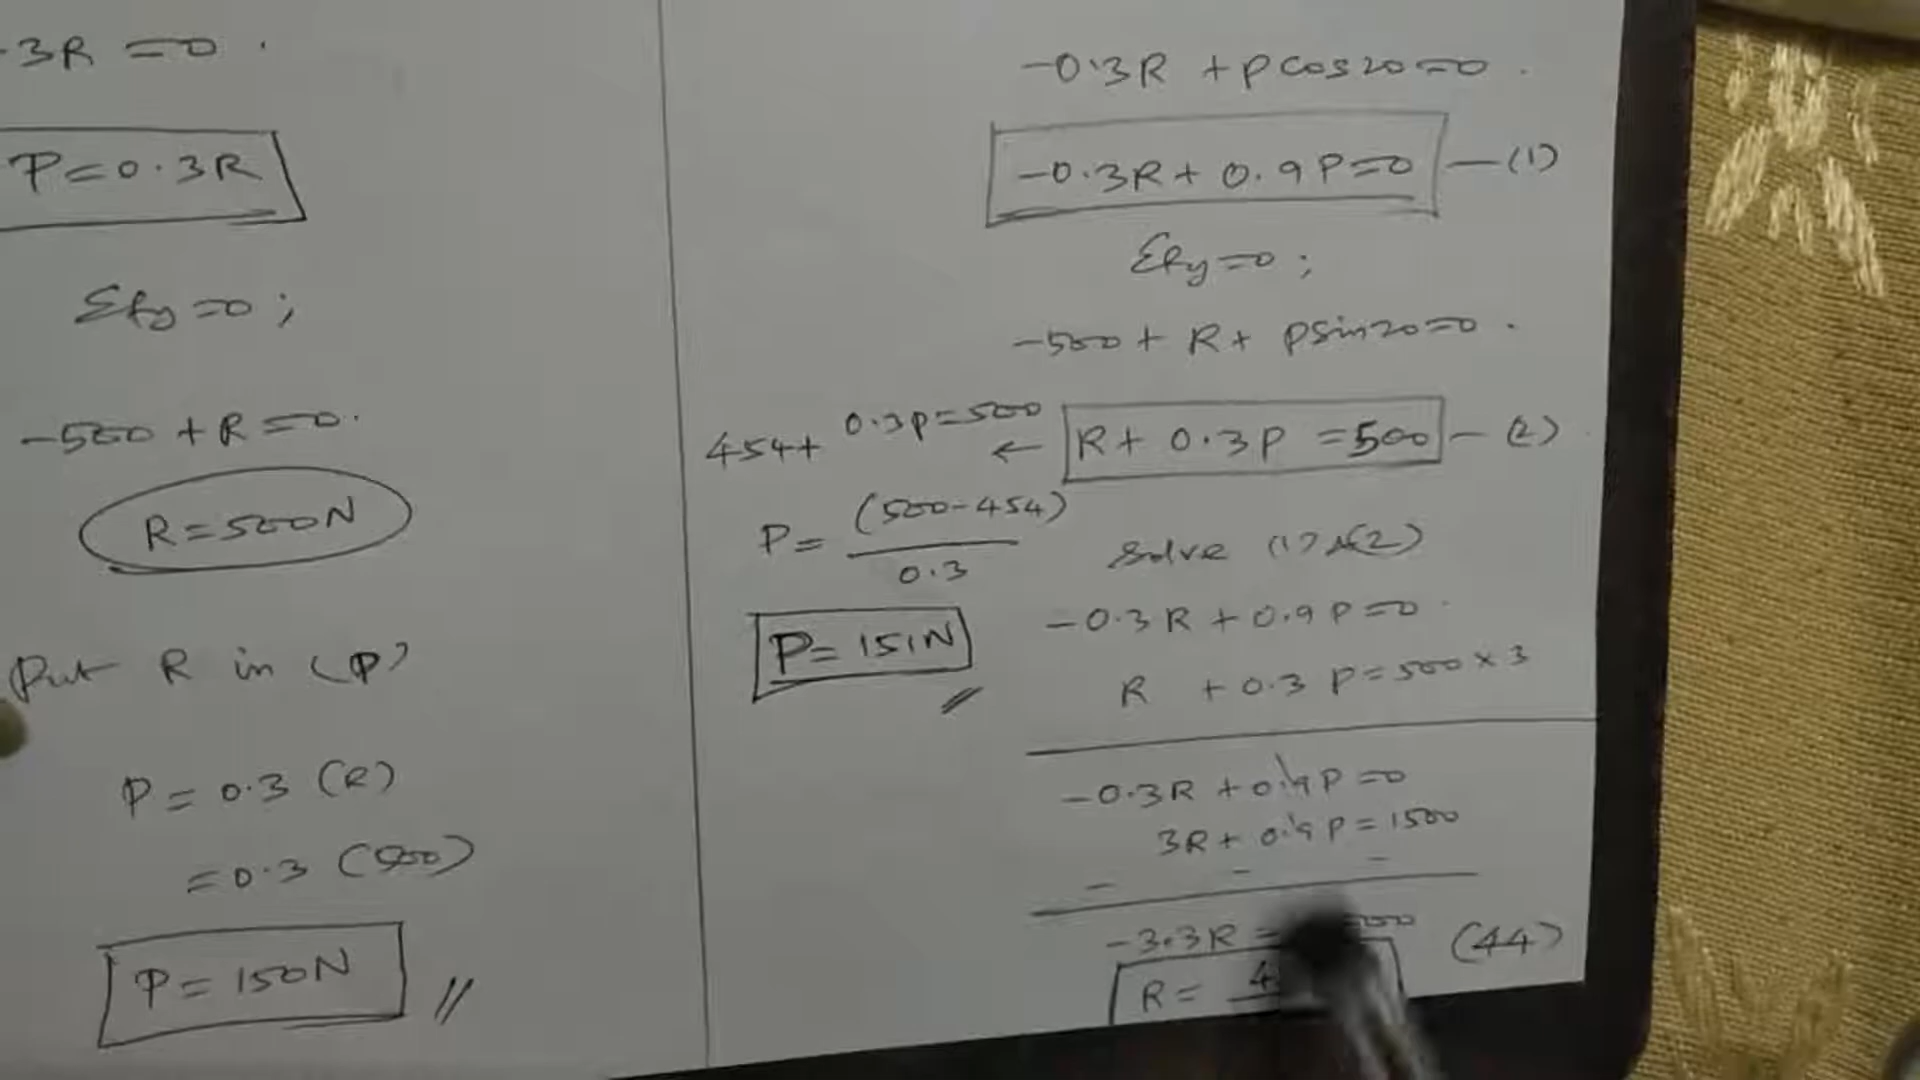 -3R = 0.
P = 0.3R
Σfy = 0;
-500 + R = 0.
R = 500N
Put R in (P)
P = 0.3 (R)
= 0.3 (500)
P = 150N //
-0.3R + P cos20 = 0.
-0.3R + 0.9P = 0 — (1)
ΣFy = 0;
-500 + R + P sin20 = 0.
R + 0.3P = 500 — (2)
454 + 0.3P = 500 ←
P = (500-454)
0.3
P = 151N //
Solve (1) & (2)
-0.3R + 0.9P = 0.
R + 0.3P = 500 × 3
-0.3R + 0.9P = 0
3R + 0.9P = 1500
- - -
-3.3R =
(44)
R =